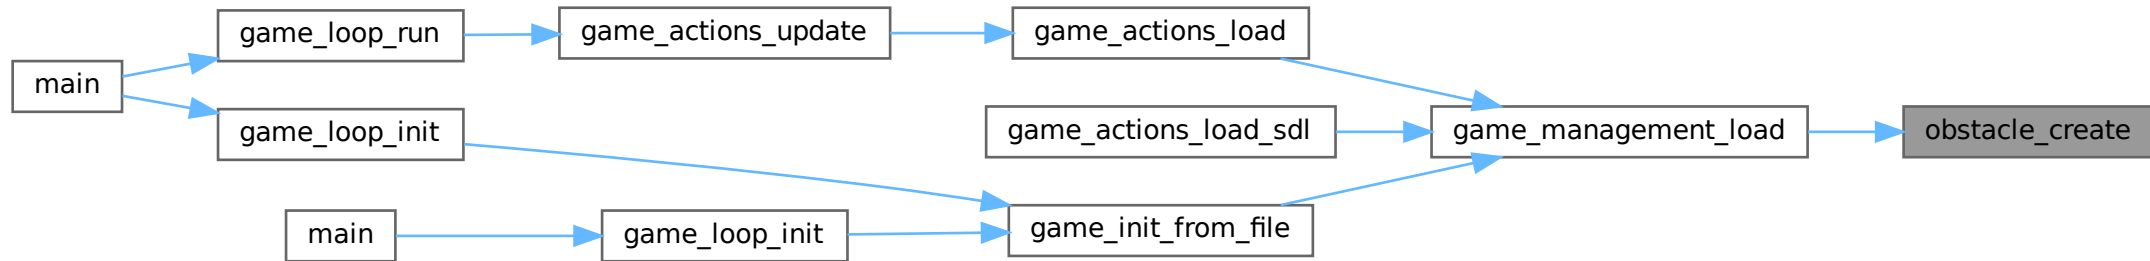 main
game_loop_run
game_actions_update
game_actions_load
game_loop_init
game_actions_load_sdl
game_management_load
obstacle_create
main
game_loop_init
game_init_from_file